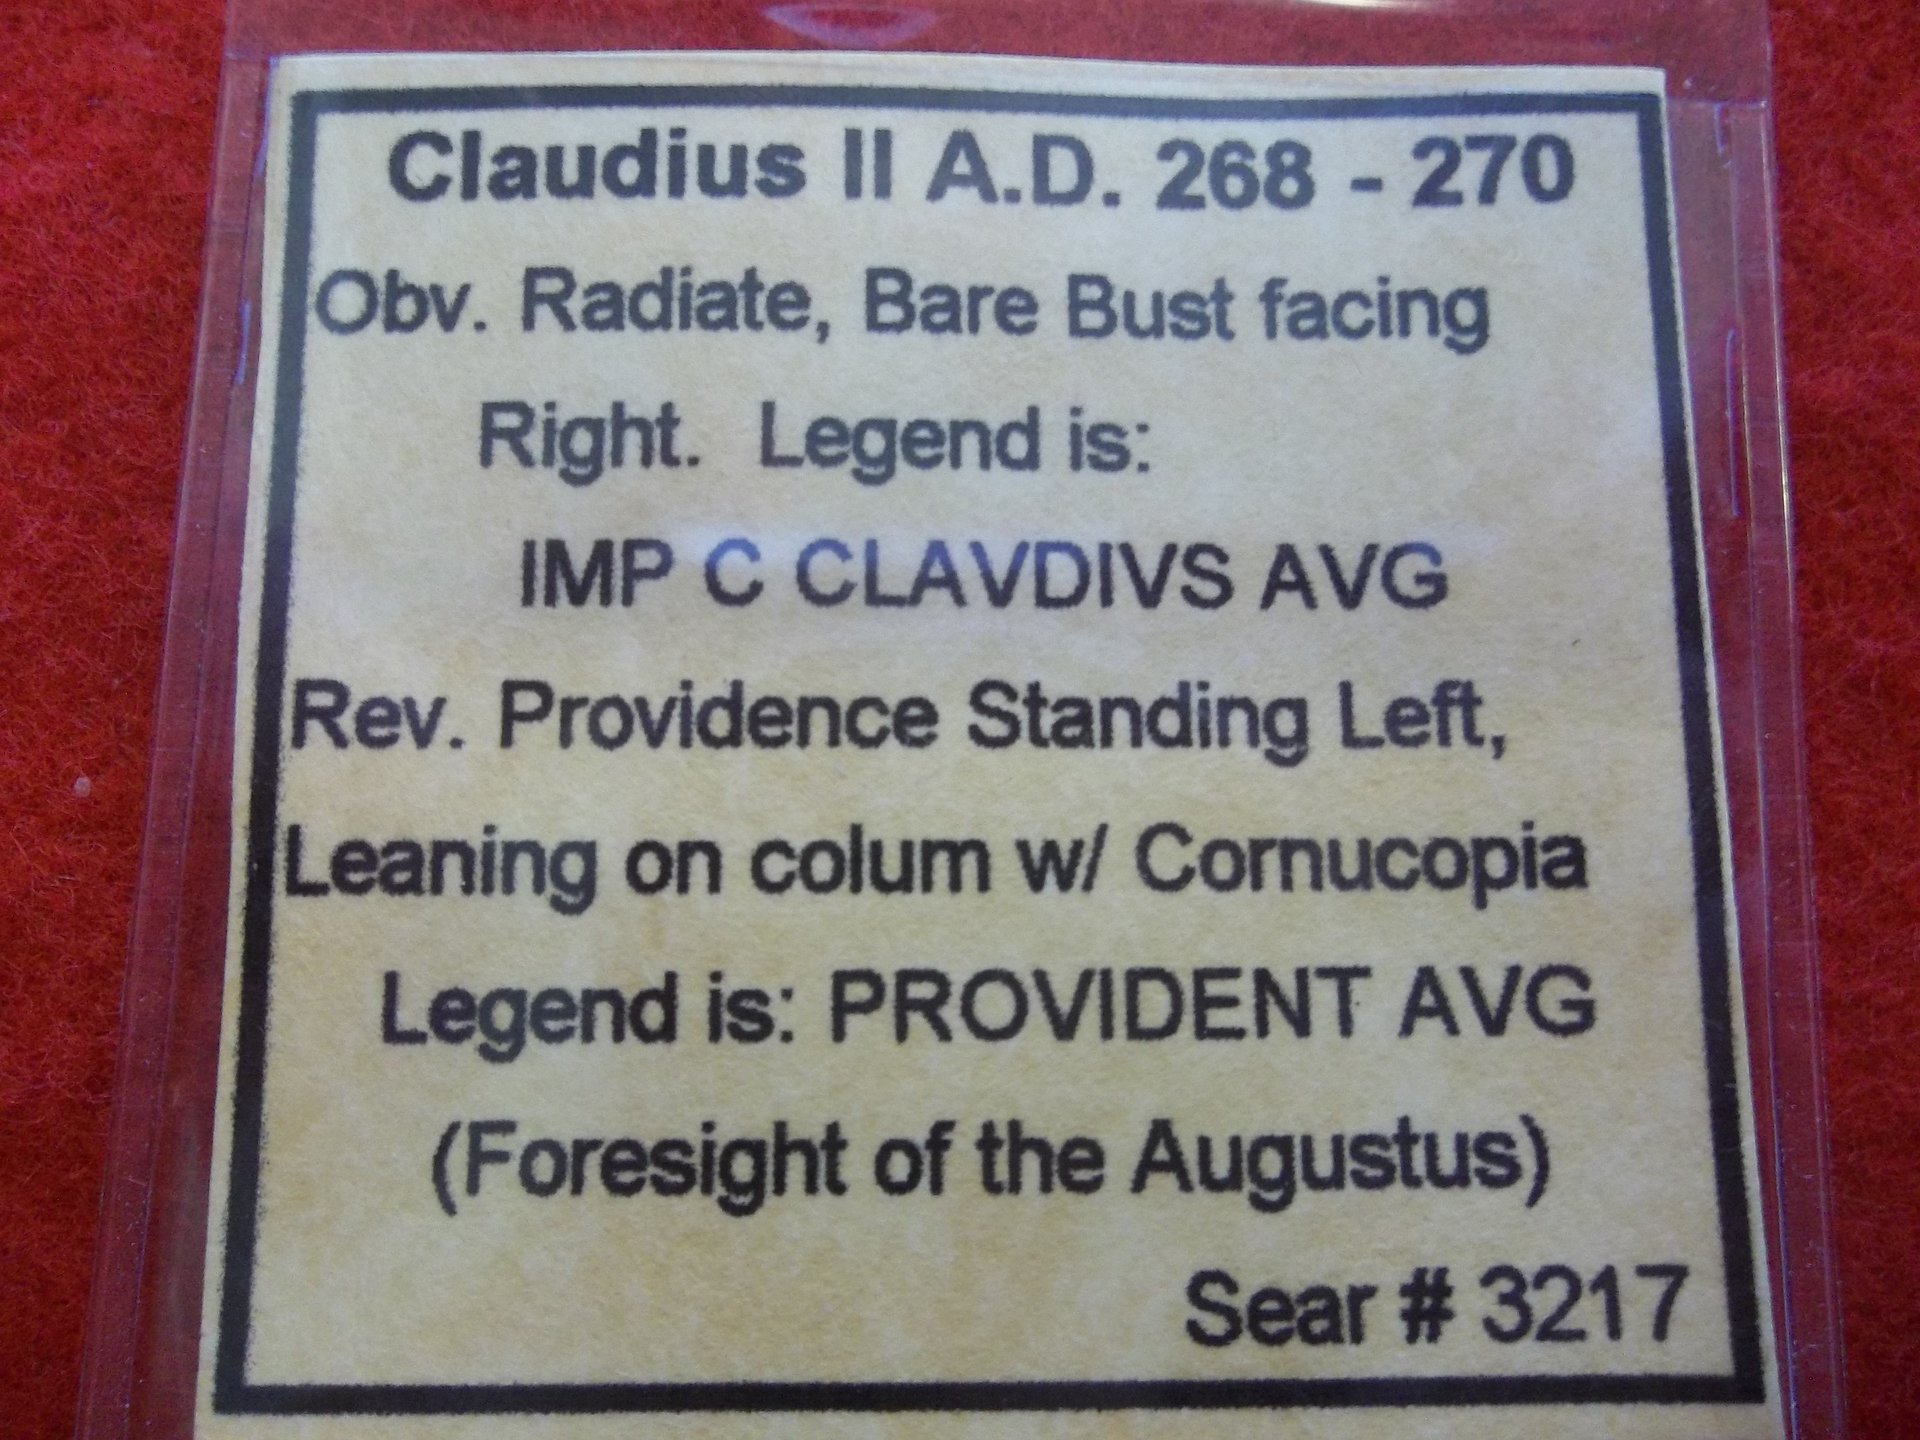 Claudius II A.D. 268 - 270
Obv. Radiate, Bare Bust facing
Right. Legend is:
IMP C CLAVDIVS AVG
Rev. Providence Standing Left,
Leaning on colum w/ Cornucopia
Legend is: PROVIDENT AVG
(Foresight of the Augustus)
Sear # 3217